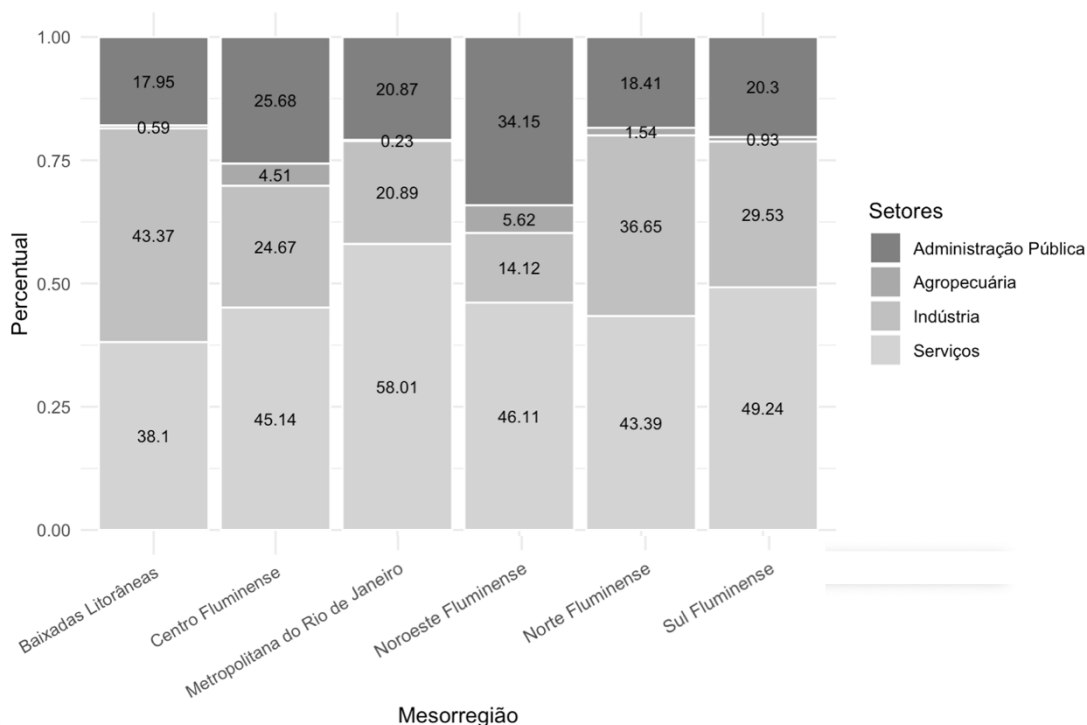 1.00
0.75
0.50
0.25
0.00
Percentual
17.95
0.59
43.37
38.1
25.68
4.51
24.67
45.14
20.87
0.23
20.89
58.01
34.15
5.62
14.12
46.11
18.41
1.54
36.65
43.39
20.3
0.93
29.53
49.24
Setores
Administração Pública
Agropecuária
Indústria
Serviços
Baixadas Litorâneas
Centro Fluminense
Metropolitana do Rio de Janeiro
Noroeste Fluminense
Norte Fluminense
Sul Fluminense
Mesorregião